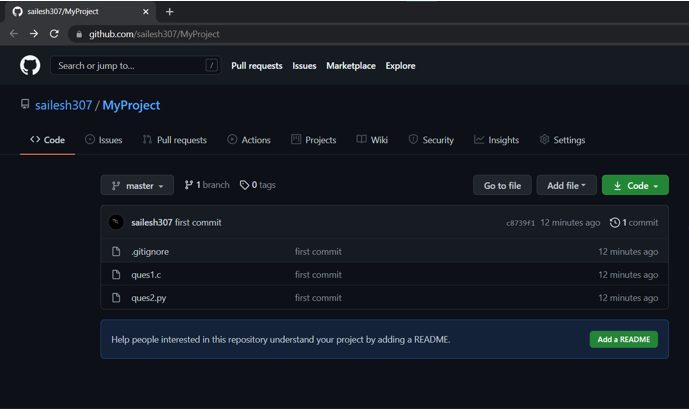 sailesh307/MyProject
github.com/sailesh307/MyProject
Search or jump to... / Pull requests Issues Marketplace Explore
sailesh307 / MyProject
Code Issues Pull requests Actions Projects Wiki Security Insights Settings
master 1 branch 0 tags Go to file Add file Code
sailesh307 first commit c8739f1 12 minutes ago 1 commit
.gitignore first commit 12 minutes ago
ques1.c first commit 12 minutes ago
ques2.py first commit 12 minutes ago
Help people interested in this repository understand your project by adding a README. Add a README